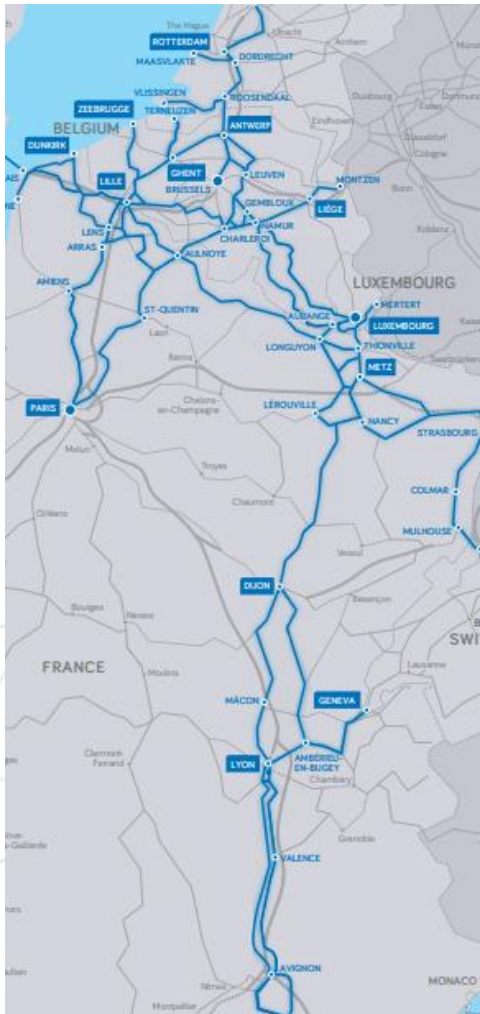 The Hague
Utrecht
Arnhem
ROTTERDAM
MAASVLAKTE
DORDRECHT
VLISSINGEN
TERNEUZEN
ROOSENDAAL
Duisburg
Essen
Dortmund
Eindhoven
Düsseldorf
ZEEBRUGGE
ANTWERP
BELGIUM
Cologne
DUNKIRK
GHENT
BRUSSELS
LEUVEN
Bonn
LILLE
GEMBLOUX
MONTZEN
LIÉGE
LENS
NAMUR
CHARLEROI
Koblenz
ARRAS
AULNOYE
AMIENS
LUXEMBOURG
MERTERT
ST-QUENTIN
AUBANGE
LUXEMBOURG
Laon
LONGUYON
THIONVILLE
Saarbrücken
Reims
METZ
PARIS
Chalons-
en-Champagne
LÉROUVILLE
NANCY
STRASBOURG
Melun
Troyes
Chaumont
COLMAR
MULHOUSE
Orléans
Vesoul
DIJON
Besançon
Bourges
Nevers
SWI
Lausanne
FRANCE
Moulins
MÂCON
GENEVA
Clermont-
Ferrand
LYON
AMBÉRIEU-
EN-BUGEY
Chambéry
Grenoble
VALENCE
AVIGNON
Nîmes
Montpellier
MONACO